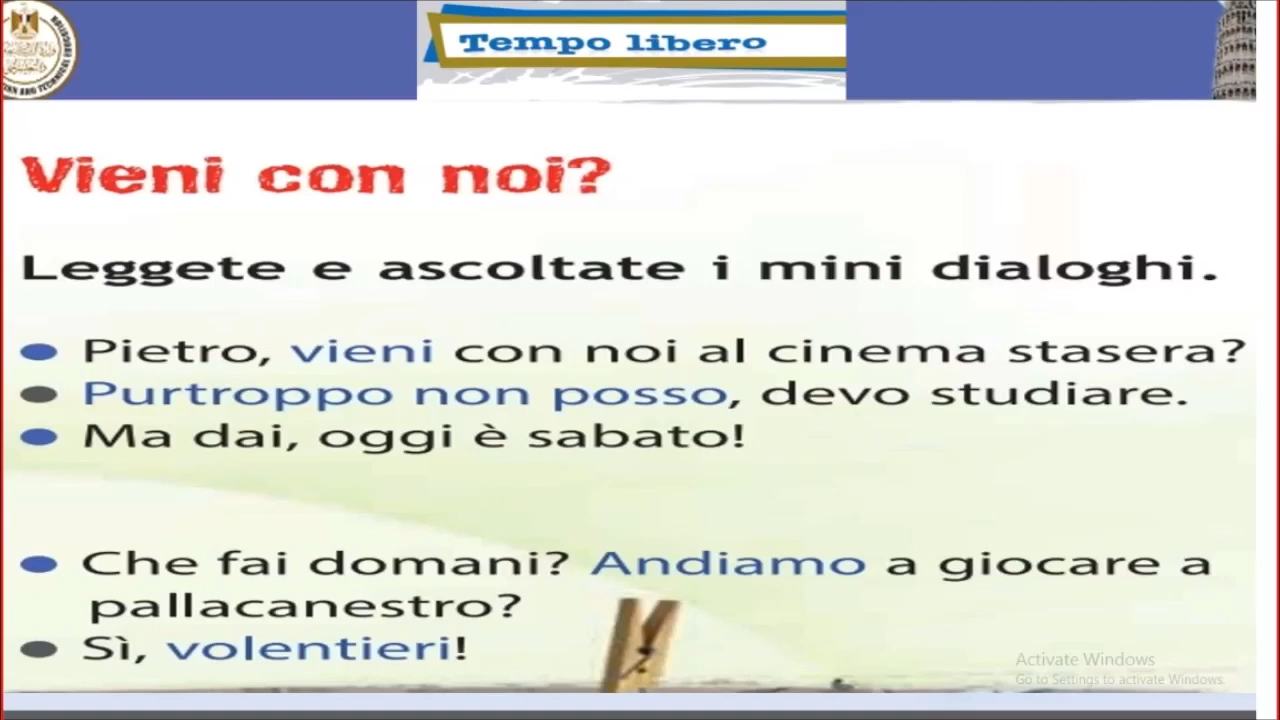 Tempo libero
Vieni con noi?
Leggete e ascoltate i mini dialoghi.
Pietro, vieni con noi al cinema stasera?
Purtroppo non posso, devo studiare.
Ma dai, oggi è sabato!
Che fai domani? Andiamo a giocare a
pallacanestro?
Sì, volentieri!
Activate Windows
Go to Settings to activate Windows.